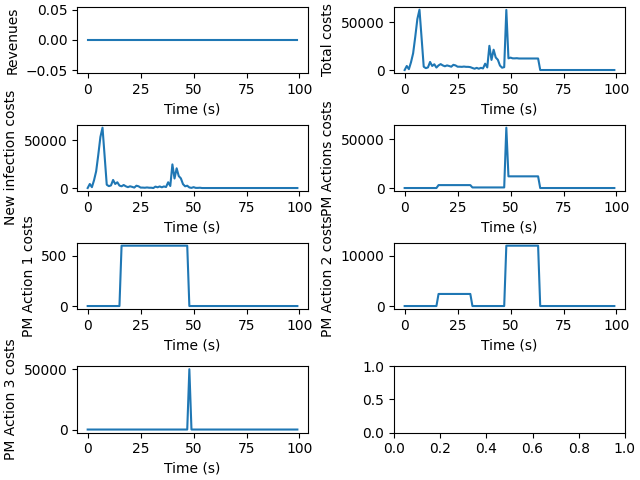 Revenues
0.05
0.00
−0.05
0 25 50 75 100
Time (s)
Total costs
50000
0
0 25 50 75 100
Time (s)
New infection costs
50000
0
0 25 50 75 100
Time (s)
PM Actions costs
50000
0
0 25 50 75 100
Time (s)
PM Action 1 costs
500
0
0 25 50 75 100
Time (s)
PM Action 2 costs
10000
0
0 25 50 75 100
Time (s)
PM Action 3 costs
50000
0
0 25 50 75 100
Time (s)
1.0
0.5
0.0
0.0 0.2 0.4 0.6 0.8 1.0